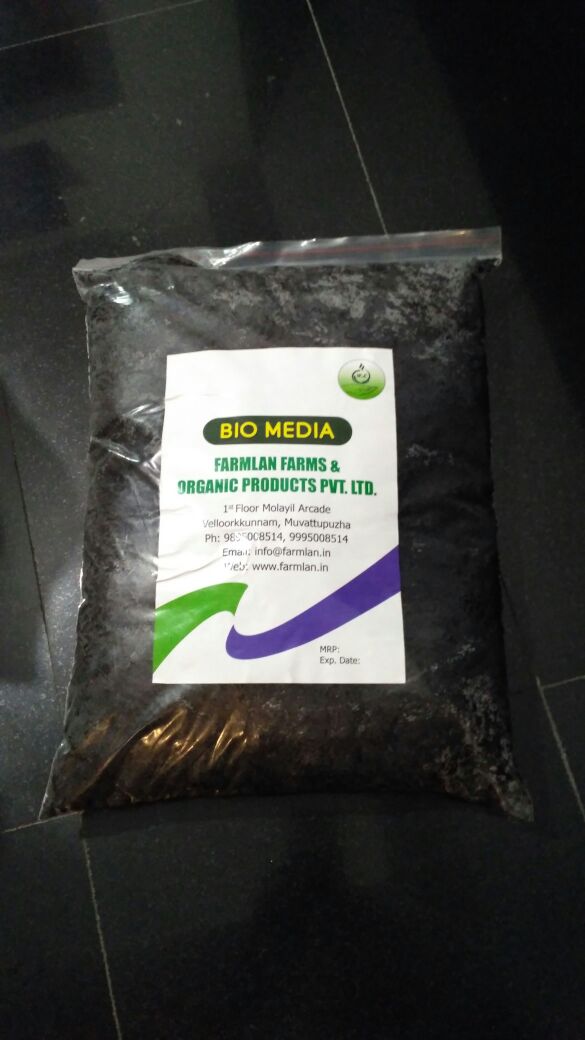 BIO MEDIA
FARMLAN FARMS &
ORGANIC PRODUCTS PVT. LTD.
1st Floor Molayil Arcade
Velloorkkunnam, Muvattupuzha
Ph: 9895008514, 9995008514
Email: info@farmlan.in
Web: www.farmlan.in
MRP:
Exp. Date: